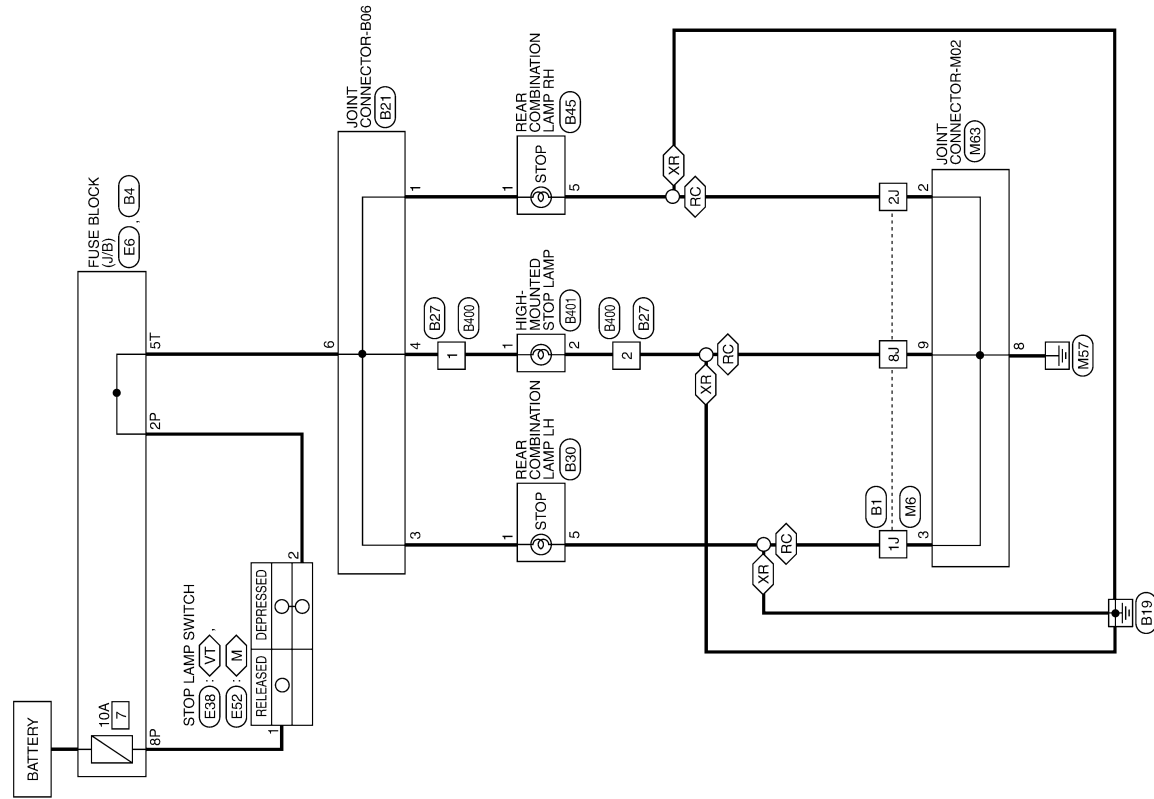 BATTERY
10A
7
8P
2P
5T
FUSE BLOCK
(J/B)
E6 , B4
STOP LAMP SWITCH
E38 : VT ,
E52 : M
RELEASED DEPRESSED
1
2
JOINT
CONNECTOR-B06
B21
6
3
4
1
B27
B400
1
REAR
COMBINATION
LAMP LH
B30
1
STOP
5
HIGH-
MOUNTED
STOP LAMP
B401
1
2
REAR
COMBINATION
LAMP RH
B45
1
STOP
5
B400
B27
2
XR
RC
XR
RC
XR
RC
B1
M6
1J
8J
2J
3
9
2
JOINT
CONNECTOR-M02
M63
8
M57
B19